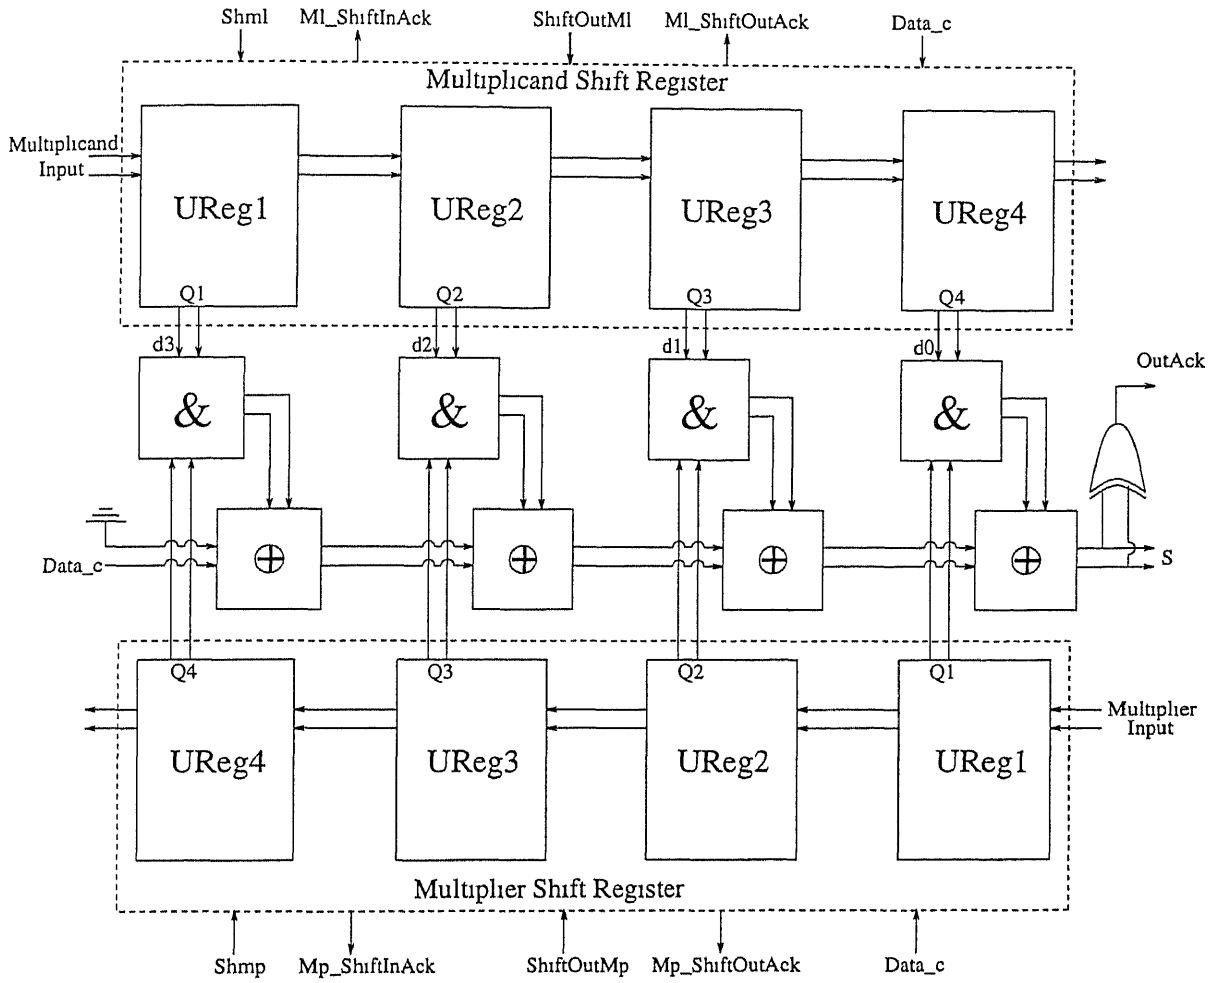 Shml Ml_ShiftInAck ShiftOutMl Ml_ShiftOutAck Data_c
Multiplicand Shift Register
Multiplicand
Input
UReg1 UReg2 UReg3 UReg4
Q1 Q2 Q3 Q4
d3 d2 d1 d0
OutAck
& & & &
Data_c
S
Q4 Q3 Q2 Q1
Multiplier
Input
UReg4 UReg3 UReg2 UReg1
Multiplier Shift Register
Shmp Mp_ShiftInAck ShiftOutMp Mp_ShiftOutAck Data_c